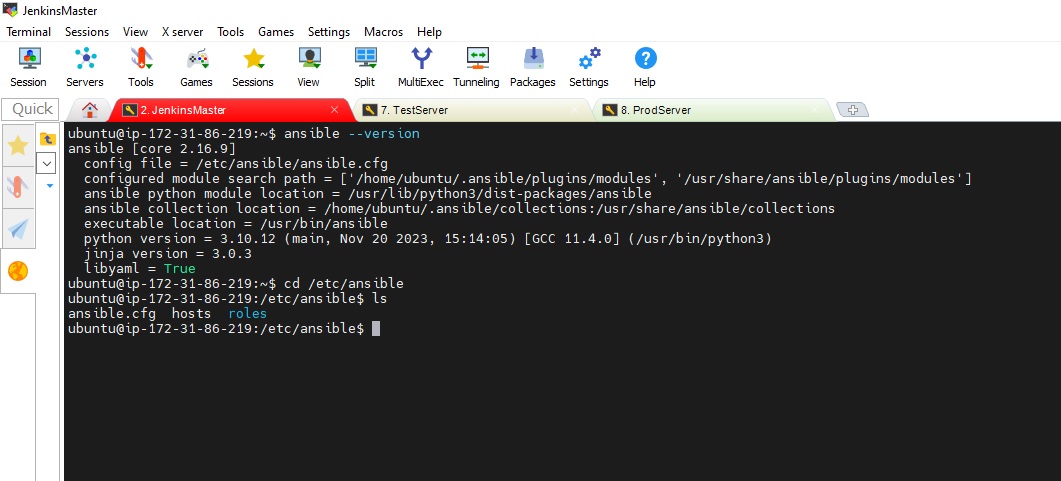 JenkinsMaster
Terminal Sessions View X server Tools Games Settings Macros Help
Session Servers Tools Games Sessions View Split MultiExec Tunneling Packages Settings Help
Quick 2. JenkinsMaster 7. TestServer 8. ProdServer
ubuntu@ip-172-31-86-219:~$ ansible --version
ansible [core 2.16.9]
  config file = /etc/ansible/ansible.cfg
  configured module search path = ['/home/ubuntu/.ansible/plugins/modules', '/usr/share/ansible/plugins/modules']
  ansible python module location = /usr/lib/python3/dist-packages/ansible
  ansible collection location = /home/ubuntu/.ansible/collections:/usr/share/ansible/collections
  executable location = /usr/bin/ansible
  python version = 3.10.12 (main, Nov 20 2023, 15:14:05) [GCC 11.4.0] (/usr/bin/python3)
  jinja version = 3.0.3
  libyaml = True
ubuntu@ip-172-31-86-219:~$ cd /etc/ansible
ubuntu@ip-172-31-86-219:/etc/ansible$ ls
ansible.cfg  hosts  roles
ubuntu@ip-172-31-86-219:/etc/ansible$